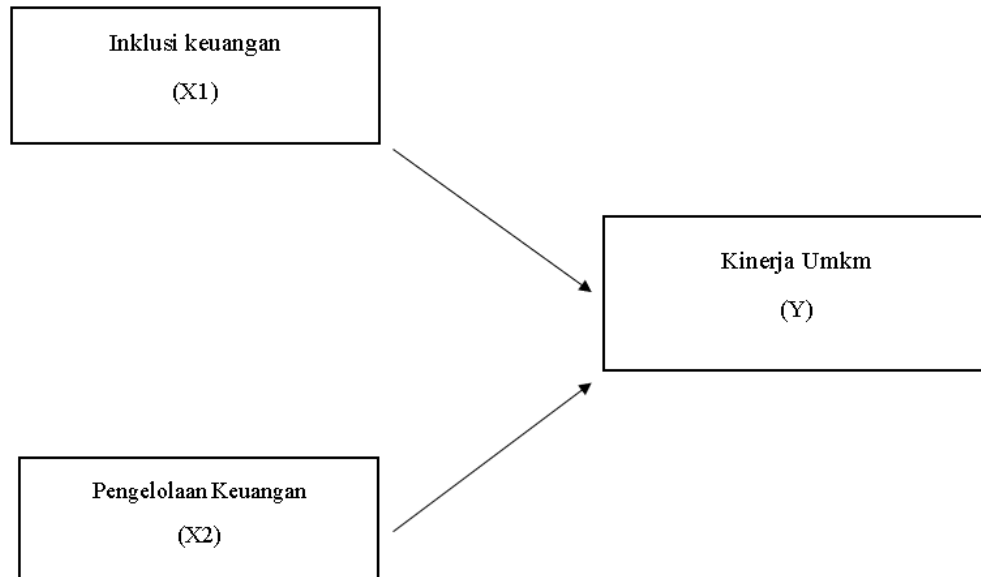 Inklusi keuangan
(X1)
Kinerja Umkm
(Y)
Pengelolaan Keuangan
(X2)